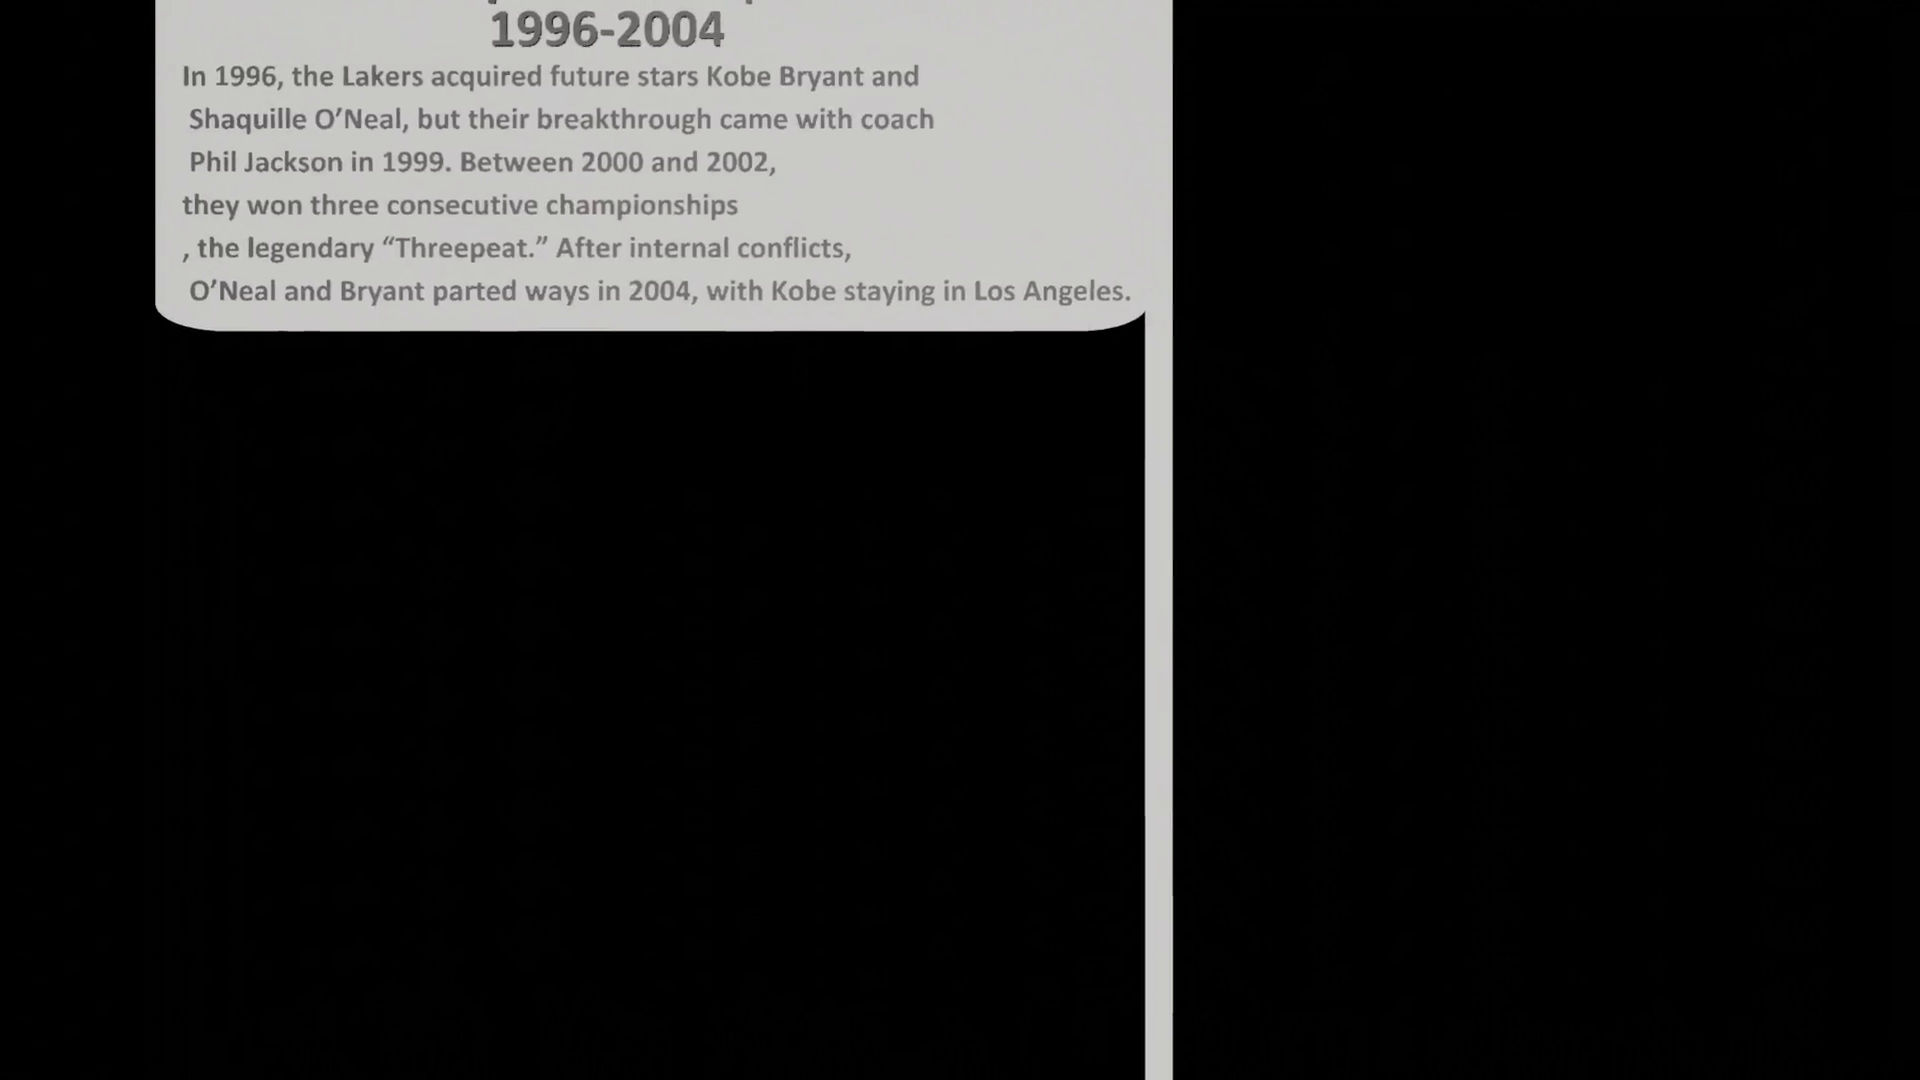 1996-2004
In 1996, the Lakers acquired future stars Kobe Bryant and
Shaquille O’Neal, but their breakthrough came with coach
Phil Jackson in 1999. Between 2000 and 2002,
they won three consecutive championships
, the legendary “Threepeat.” After internal conflicts,
O’Neal and Bryant parted ways in 2004, with Kobe staying in Los Angeles.